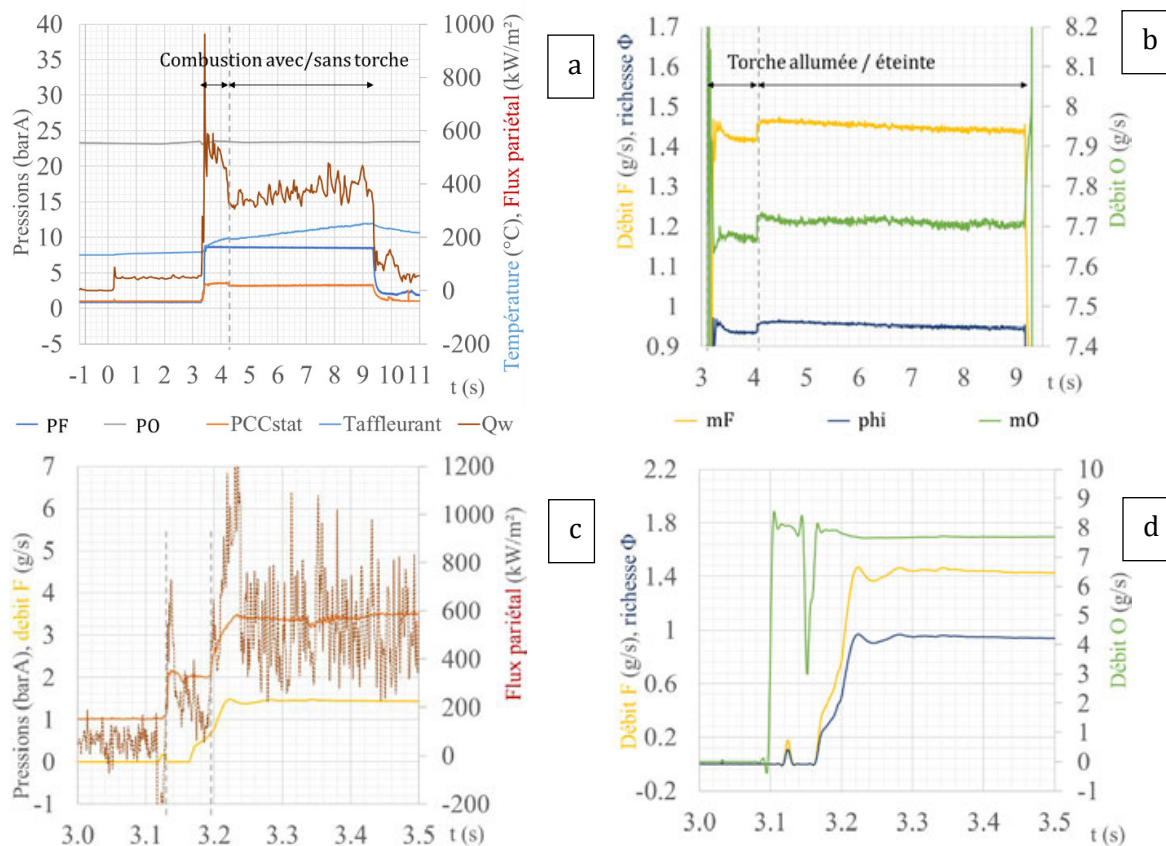 a
Combustion avec/sans torche
Pressions (barA)
Température (°C), Flux pariétal (kW/m²)
40
35
30
25
20
15
10
5
0
-5
1000
800
600
400
200
0
-200
-1 0 1 2 3 4 5 6 7 8 9 1011
t (s)
PF PO PCCstat Taffleurant Qw
b
Torche allumée / éteinte
Débit F (g/s), richesse Φ
Débit O (g/s)
1.7
1.6
1.5
1.4
1.3
1.2
1.1
1
0.9
8.2
8.1
8
7.9
7.8
7.7
7.6
7.5
7.4
3 4 5 6 7 8 9
t (s)
mF phi mO
c
Pressions (barA), debit F (g/s)
Flux pariétal (kW/m²)
7
6
5
4
3
2
1
0
-1
1200
1000
800
600
400
200
0
-200
3.0 3.1 3.2 3.3 3.4 3.5
t (s)
d
Débit F (g/s), richesse Φ
Débit O (g/s)
2.2
1.8
1.4
1
0.6
0.2
-0.2
10
9
8
7
6
5
4
3
2
1
0
-1
3.0 3.1 3.2 3.3 3.4 3.5
t (s)